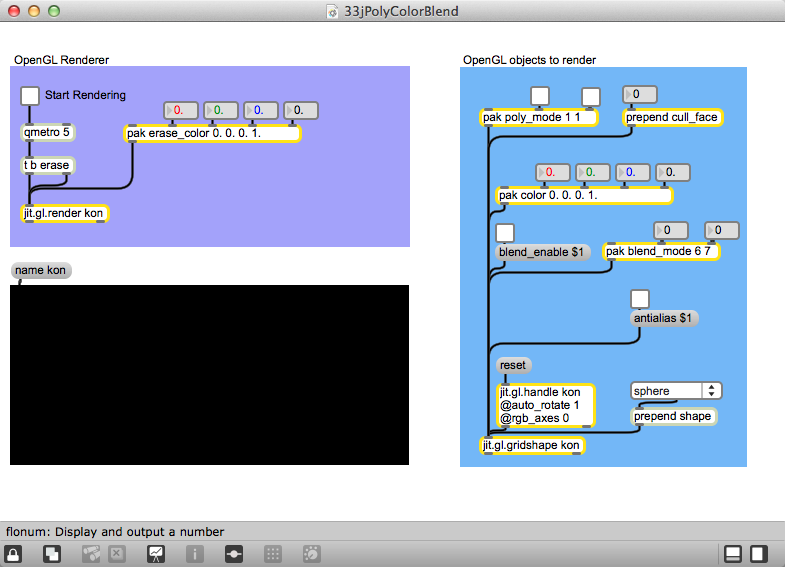 33jPolyColorBlend
OpenGL Renderer
Start Rendering
0. 0. 0. 0.
qmetro 5
pak erase_color 0. 0. 0. 1.
t b erase
jit.gl.render kon
name kon
OpenGL objects to render
0
pak poly_mode 1 1
prepend cull_face
0. 0. 0. 0.
pak color 0. 0. 0. 1.
0 0
blend_enable $1
pak blend_mode 6 7
antialias $1
reset
jit.gl.handle kon
@auto_rotate 1
@rgb_axes 0
sphere
prepend shape
jit.gl.gridshape kon
flonum: Display and output a number